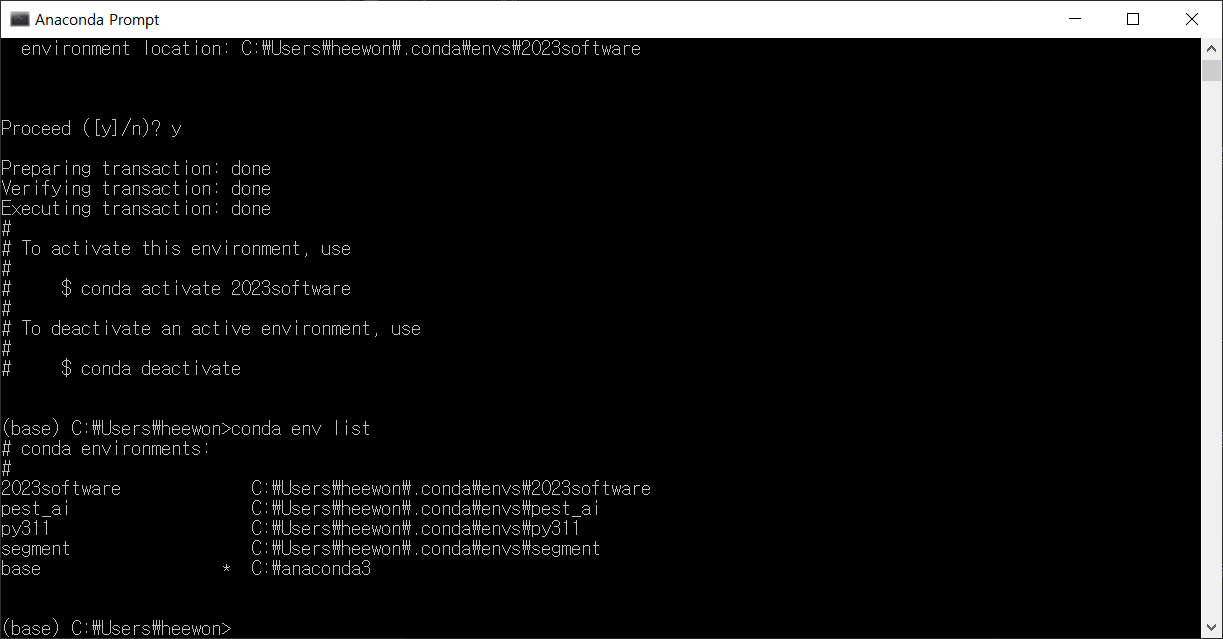 Anaconda Prompt
environment location: C:₩Users₩heewon₩.conda₩envs₩2023software
Proceed ([y]/n)? y
Preparing transaction: done
Verifying transaction: done
Executing transaction: done
#
# To activate this environment, use
#
#     $ conda activate 2023software
#
# To deactivate an active environment, use
#
#     $ conda deactivate
(base) C:₩Users₩heewon>conda env list
# conda environments:
#
2023software             C:₩Users₩heewon₩.conda₩envs₩2023software
pest_ai                  C:₩Users₩heewon₩.conda₩envs₩pest_ai
py311                    C:₩Users₩heewon₩.conda₩envs₩py311
segment                  C:₩Users₩heewon₩.conda₩envs₩segment
base                  *  C:₩anaconda3
(base) C:₩Users₩heewon>